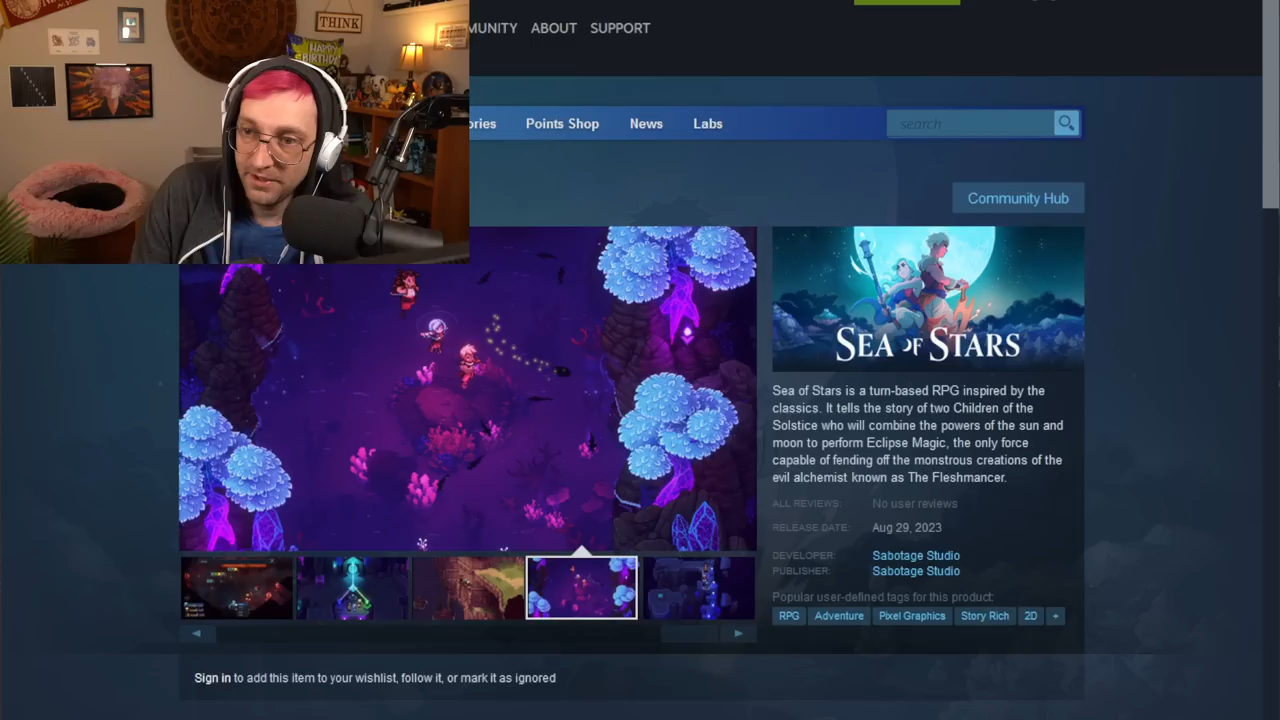 THINK
HAPPY
BIRTHDAY
MUNITY ABOUT SUPPORT
ories Points Shop News Labs
search
Community Hub
SEA OF STARS
Sea of Stars is a turn-based RPG inspired by the
classics. It tells the story of two Children of the
Solstice who will combine the powers of the sun and
moon to perform Eclipse Magic, the only force
capable of fending off the monstrous creations of the
evil alchemist known as The Fleshmancer.
ALL REVIEWS: No user reviews
RELEASE DATE: Aug 29, 2023
DEVELOPER: Sabotage Studio
PUBLISHER: Sabotage Studio
Popular user-defined tags for this product:
RPG Adventure Pixel Graphics Story Rich 2D +
Sign in to add this item to your wishlist, follow it, or mark it as ignored